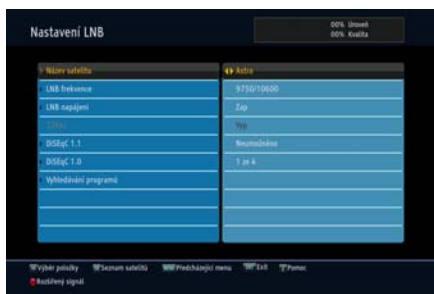 Nastavení LNB
00% Úroveň
00% Kvalita
Název satelitu Astra
LNB frekvence 9750/10600
LNB napájení Zap
22khz Vyp
DiSEqC 1.1 Neumožněno
DiSEqC 1.0 1 ze 4
Vyhledávání programů
Výběr položky Seznam satelitů Předcházející menu Exit Pomoc
Rozšířený signál